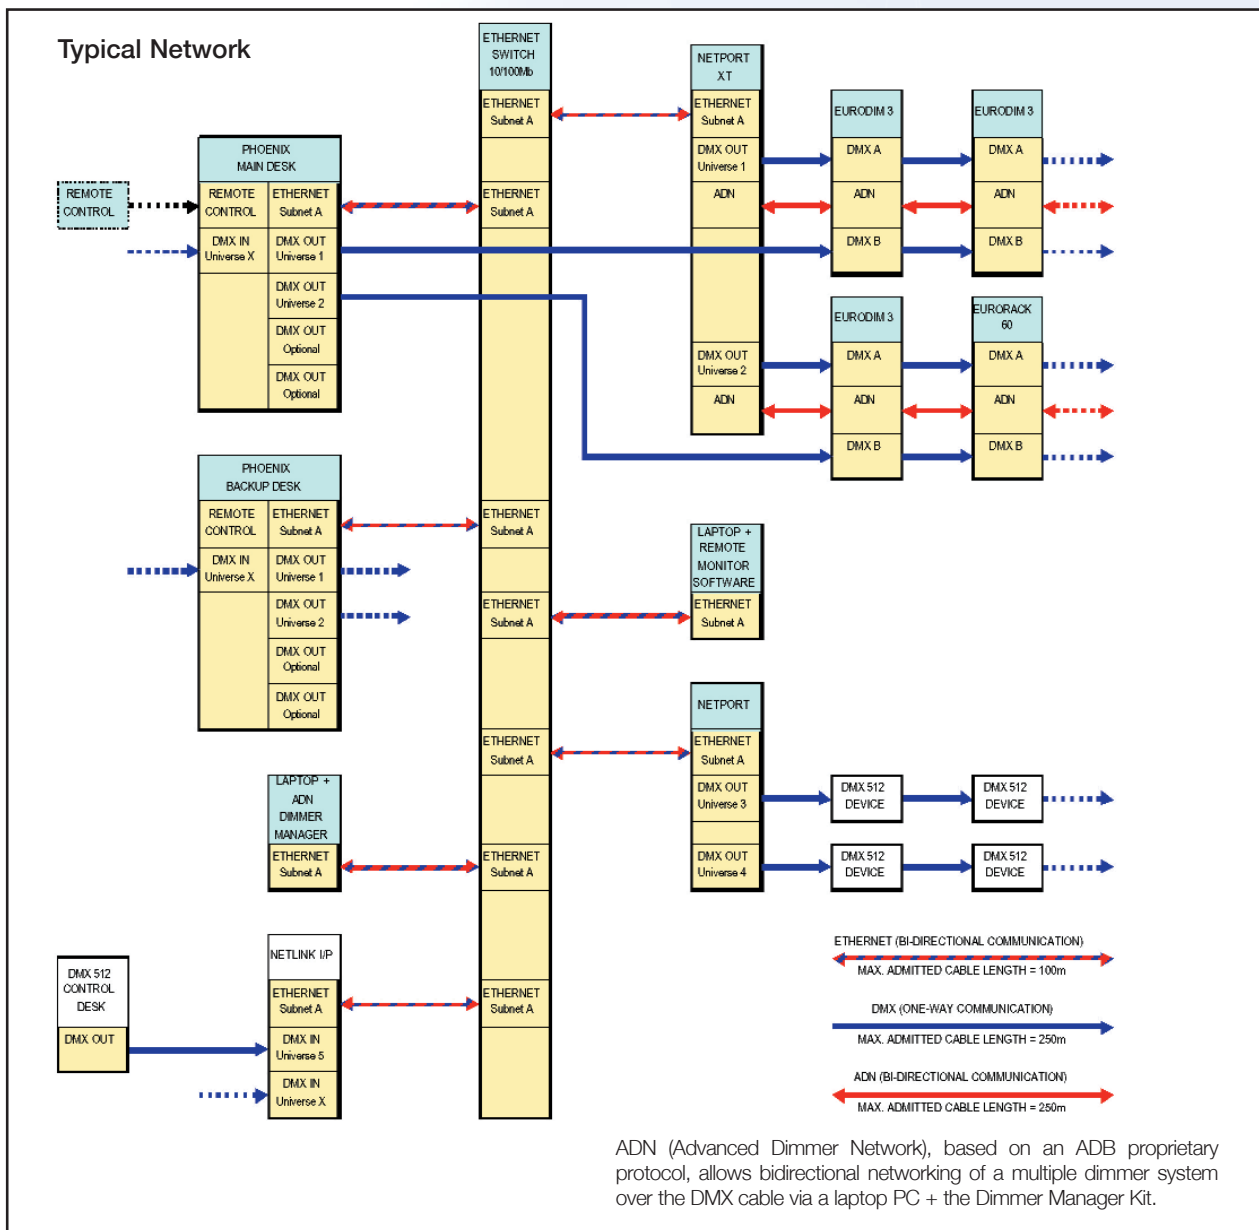 Typical Network
ETHERNET
SWITCH
10/100Mb
ETHERNET
Subnet A
ETHERNET
Subnet A
ETHERNET
Subnet A
ETHERNET
Subnet A
ETHERNET
Subnet A
ETHERNET
Subnet A
ETHERNET
Subnet A
REMOTE
CONTROL
PHOENIX
MAIN DESK
REMOTE
CONTROL
ETHERNET
Subnet A
DMX IN
Universe X
DMX OUT
Universe 1
DMX OUT
Universe 2
DMX OUT
Optional
DMX OUT
Optional
PHOENIX
BACKUP DESK
REMOTE
CONTROL
ETHERNET
Subnet A
DMX IN
Universe X
DMX OUT
Universe 1
DMX OUT
Universe 2
DMX OUT
Optional
DMX OUT
Optional
LAPTOP +
ADN
DIMMER
MANAGER
ETHERNET
Subnet A
DMX 512
CONTROL
DESK
DMX OUT
NETLINK I/P
ETHERNET
Subnet A
DMX IN
Universe 5
DMX IN
Universe X
NETPORT
XT
ETHERNET
Subnet A
DMX OUT
Universe 1
ADN
DMX OUT
Universe 2
ADN
EURODIM 3
DMX A
ADN
DMX B
EURODIM 3
DMX A
ADN
DMX B
EURODIM 3
DMX A
ADN
DMX B
EURORACK
60
DMX A
ADN
DMX B
LAPTOP +
REMOTE
MONITOR
SOFTWARE
ETHERNET
Subnet A
NETPORT
ETHERNET
Subnet A
DMX OUT
Universe 3
DMX OUT
Universe 4
DMX 512
DEVICE
DMX 512
DEVICE
DMX 512
DEVICE
DMX 512
DEVICE
ETHERNET (BI-DIRECTIONAL COMMUNICATION)
MAX. ADMITTED CABLE LENGTH = 100m
DMX (ONE-WAY COMMUNICATION)
MAX. ADMITTED CABLE LENGTH = 250m
ADN (BI-DIRECTIONAL COMMUNICATION)
MAX. ADMITTED CABLE LENGTH = 250m
ADN (Advanced Dimmer Network), based on an ADB proprietary
protocol, allows bidirectional networking of a multiple dimmer system
over the DMX cable via a laptop PC + the Dimmer Manager Kit.